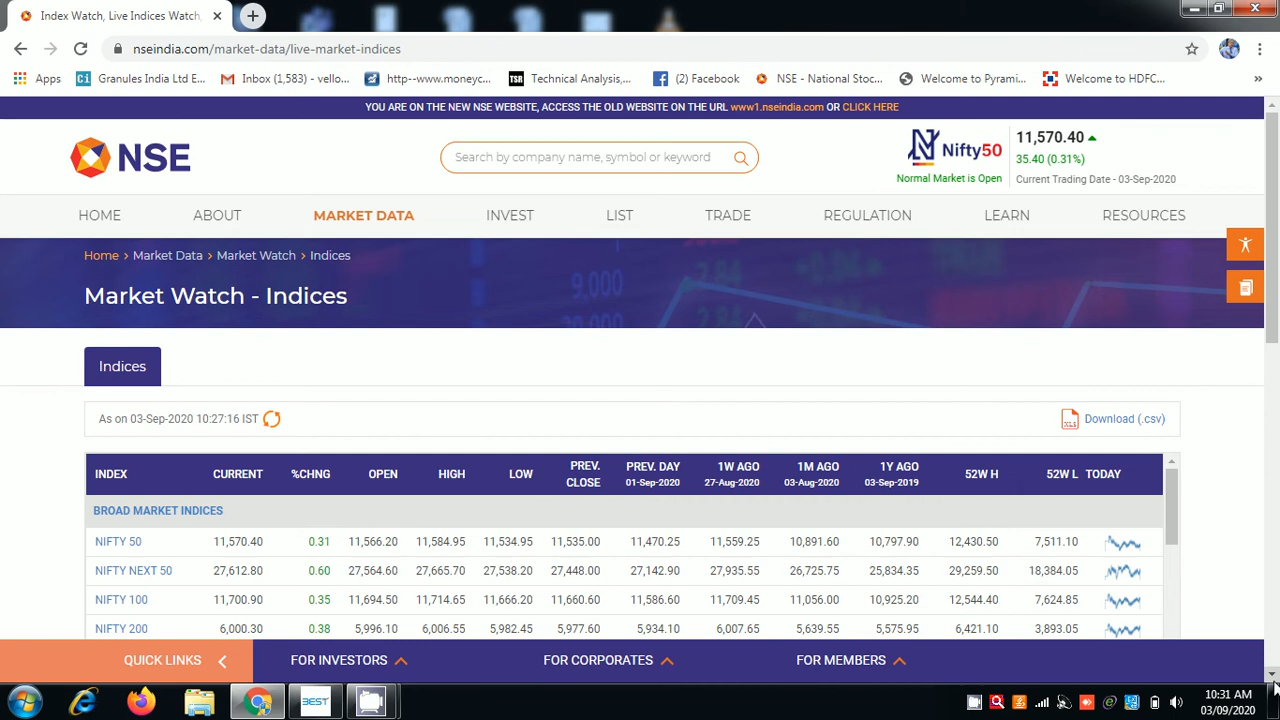 Index Watch, Live Indices Watch,
nseindia.com/market-data/live-market-indices
Apps Granules India Ltd E... Inbox (1,583) - vello... http--www.moneyc... Technical Analysis,... (2) Facebook NSE - National Stoc... Welcome to Pyrami... Welcome to HDFC...
YOU ARE ON THE NEW NSE WEBSITE, ACCESS THE OLD WEBSITE ON THE URL www1.nseindia.com OR CLICK HERE
NSE
Search by company name, symbol or keyword
Nifty50
Normal Market is Open
11,570.40
35.40 (0.31%)
Current Trading Date - 03-Sep-2020
HOME ABOUT MARKET DATA INVEST LIST TRADE REGULATION LEARN RESOURCES
Home > Market Data > Market Watch > Indices
Market Watch - Indices
Indices
As on 03-Sep-2020 10:27:16 IST
XLS Download (.csv)
INDEX CURRENT %CHNG OPEN HIGH LOW PREV. CLOSE PREV. DAY 01-Sep-2020 1W AGO 27-Aug-2020 1M AGO 03-Aug-2020 1Y AGO 03-Sep-2019 52W H 52W L TODAY
BROAD MARKET INDICES
NIFTY 50 11,570.40 0.31 11,566.20 11,584.95 11,534.95 11,535.00 11,470.25 11,559.25 10,891.60 10,797.90 12,430.50 7,511.10
NIFTY NEXT 50 27,612.80 0.60 27,564.60 27,665.70 27,538.20 27,448.00 27,142.90 27,935.55 26,725.75 25,834.35 29,259.50 18,384.05
NIFTY 100 11,700.90 0.35 11,694.50 11,714.65 11,666.20 11,660.60 11,586.60 11,709.45 11,056.00 10,925.20 12,544.40 7,624.85
NIFTY 200 6,000.30 0.38 5,996.10 6,006.55 5,982.45 5,977.60 5,934.10 6,007.65 5,639.55 5,575.95 6,421.10 3,893.05
QUICK LINKS FOR INVESTORS FOR CORPORATES FOR MEMBERS
BEST
10:31 AM
03/09/2020